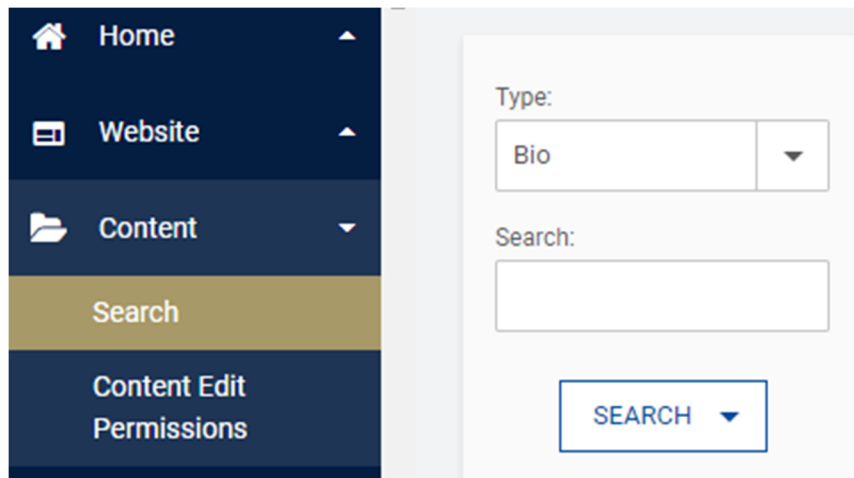 Home
Website
Content
Search
Content Edit
Permissions
Type:
Bio
Search:
SEARCH